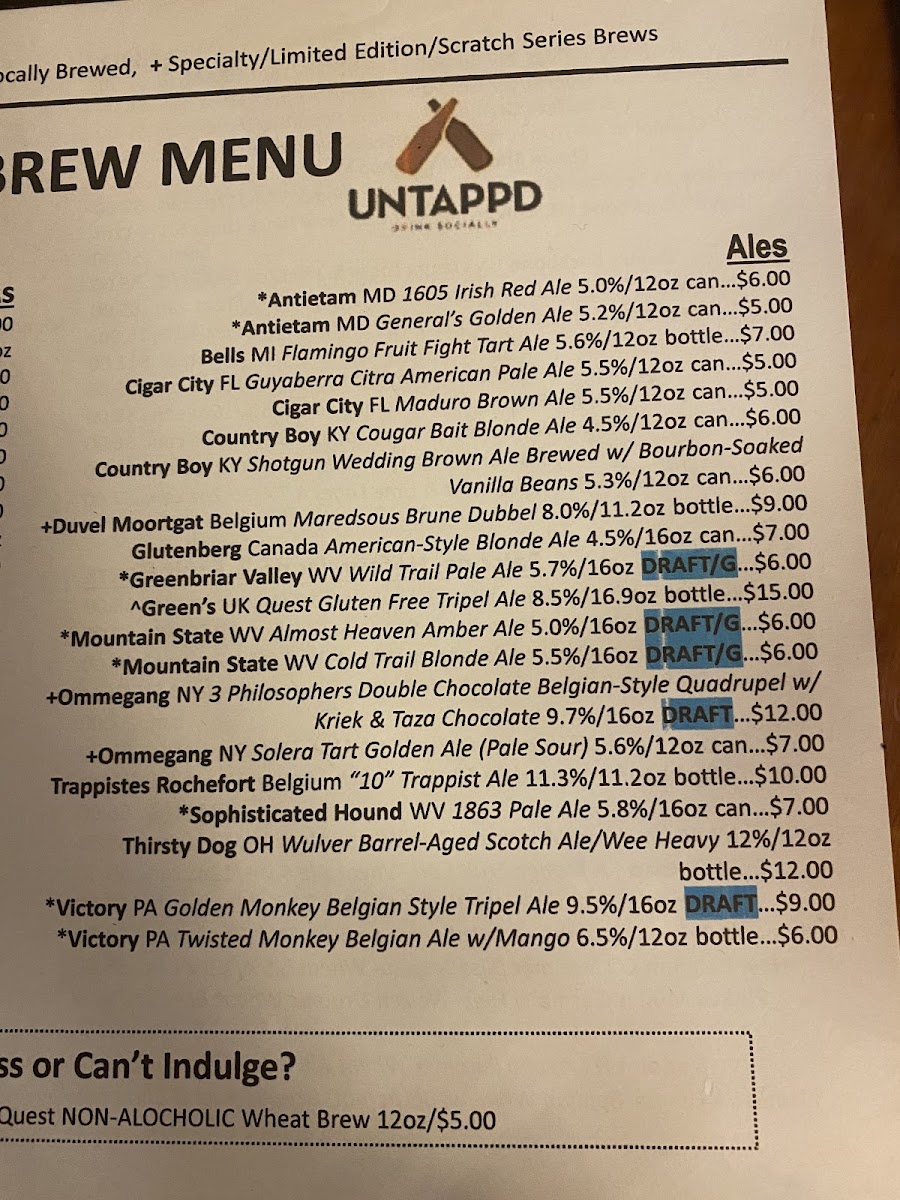 Brewed, + Specialty/Limited Edition/Scratch Series Brews
BREW MENU
UNTAPPD
DRINK SOCIALLY
Ales
*Antietam MD 1605 Irish Red Ale 5.0%/12oz can...$6.00
*Antietam MD General's Golden Ale 5.2%/12oz can...$5.00
Bells MI Flamingo Fruit Fight Tart Ale 5.6%/12oz bottle...$7.00
Cigar City FL Guyaberra Citra American Pale Ale 5.5%/12oz can...$5.00
Cigar City FL Maduro Brown Ale 5.5%/12oz can...$5.00
Country Boy KY Cougar Bait Blonde Ale 4.5%/12oz can...$6.00
Country Boy KY Shotgun Wedding Brown Ale Brewed w/ Bourbon-Soaked
Vanilla Beans 5.3%/12oz can...$6.00
+Duvel Moortgat Belgium Maredsous Brune Dubbel 8.0%/11.2oz bottle...$9.00
Glutenberg Canada American-Style Blonde Ale 4.5%/16oz can...$7.00
*Greenbriar Valley WV Wild Trail Pale Ale 5.7%/16oz DRAFT/G...$6.00
^Green's UK Quest Gluten Free Tripel Ale 8.5%/16.9oz bottle...$15.00
*Mountain State WV Almost Heaven Amber Ale 5.0%/16oz DRAFT/G...$6.00
*Mountain State WV Cold Trail Blonde Ale 5.5%/16oz DRAFT/G...$6.00
+Ommegang NY 3 Philosophers Double Chocolate Belgian-Style Quadrupel w/
Kriek & Taza Chocolate 9.7%/16oz DRAFT...$12.00
+Ommegang NY Solera Tart Golden Ale (Pale Sour) 5.6%/12oz can...$7.00
Trappistes Rochefort Belgium "10" Trappist Ale 11.3%/11.2oz bottle...$10.00
*Sophisticated Hound WV 1863 Pale Ale 5.8%/16oz can...$7.00
Thirsty Dog OH Wulver Barrel-Aged Scotch Ale/Wee Heavy 12%/12oz
bottle...$12.00
*Victory PA Golden Monkey Belgian Style Tripel Ale 9.5%/16oz DRAFT...$9.00
*Victory PA Twisted Monkey Belgian Ale w/Mango 6.5%/12oz bottle...$6.00
or Can't Indulge?
Quest NON-ALOCHOLIC Wheat Brew 12oz/$5.00